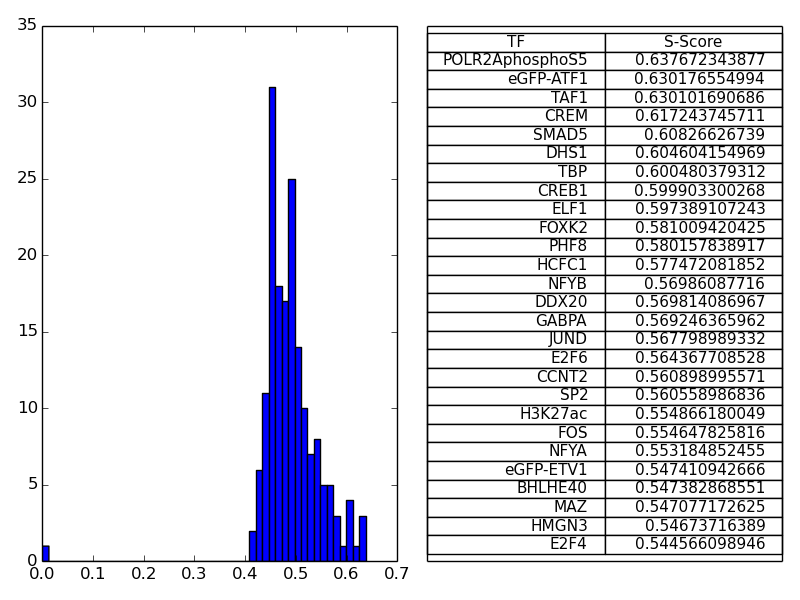 35
30
25
20
15
10
5
0
0.0 0.1 0.2 0.3 0.4 0.5 0.6 0.7
TF S-Score
POLR2AphosphoS5 0.637672343877
eGFP-ATF1 0.630176554994
TAF1 0.630101690686
CREM 0.617243745711
SMAD5 0.60826626739
DHS1 0.604604154969
TBP 0.600480379312
CREB1 0.599903300268
ELF1 0.597389107243
FOXK2 0.581009420425
PHF8 0.580157838917
HCFC1 0.577472081852
NFYB 0.56986087716
DDX20 0.569814086967
GABPA 0.569246365962
JUND 0.567798989332
E2F6 0.564367708528
CCNT2 0.560898995571
SP2 0.560558986836
H3K27ac 0.554866180049
FOS 0.554647825816
NFYA 0.553184852455
eGFP-ETV1 0.547410942666
BHLHE40 0.547382868551
MAZ 0.547077172625
HMGN3 0.54673716389
E2F4 0.544566098946